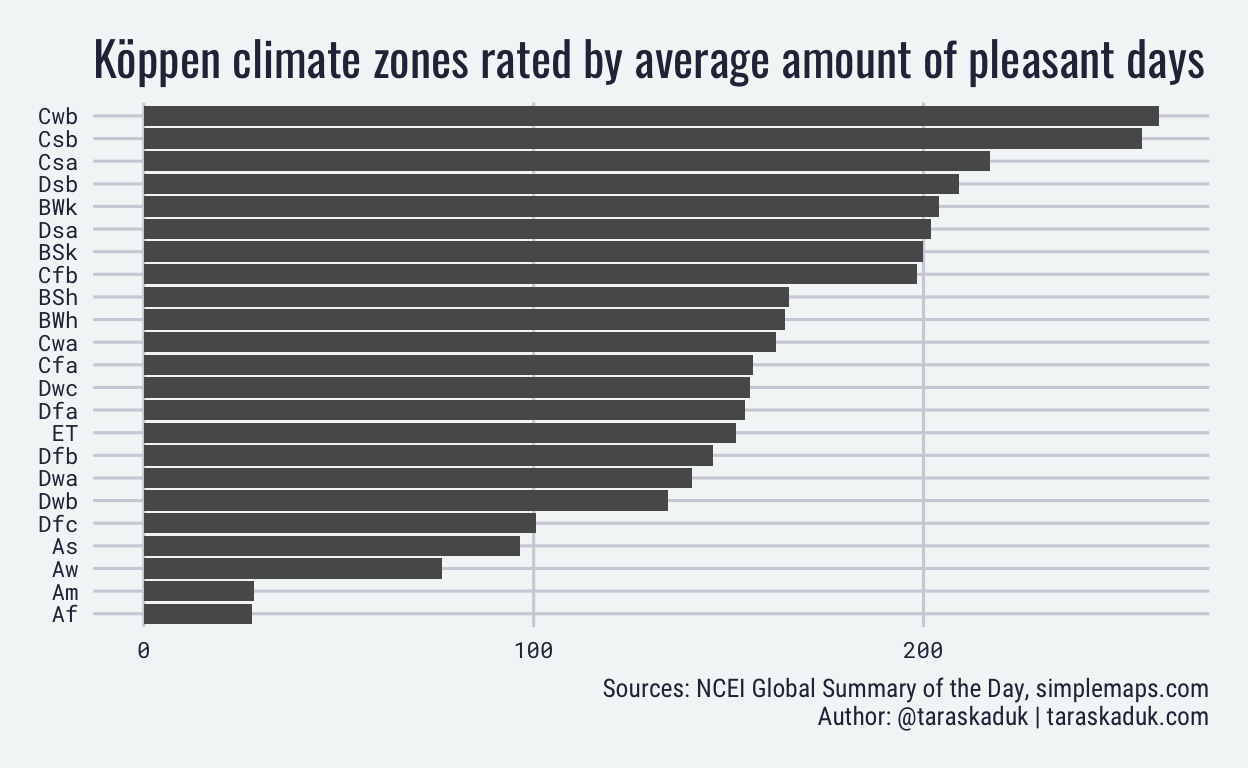 Köppen climate zones rated by average amount of pleasant days
Cwb
Csb
Csa
Dsb
BWk
Dsa
BSk
Cfb
BSh
BWh
Cwa
Cfa
Dwc
Dfa
ET
Dfb
Dwa
Dwb
Dfc
As
Aw
Am
Af
0 100 200
Sources: NCEI Global Summary of the Day, simplemaps.com
Author: @taraskaduk | taraskaduk.com